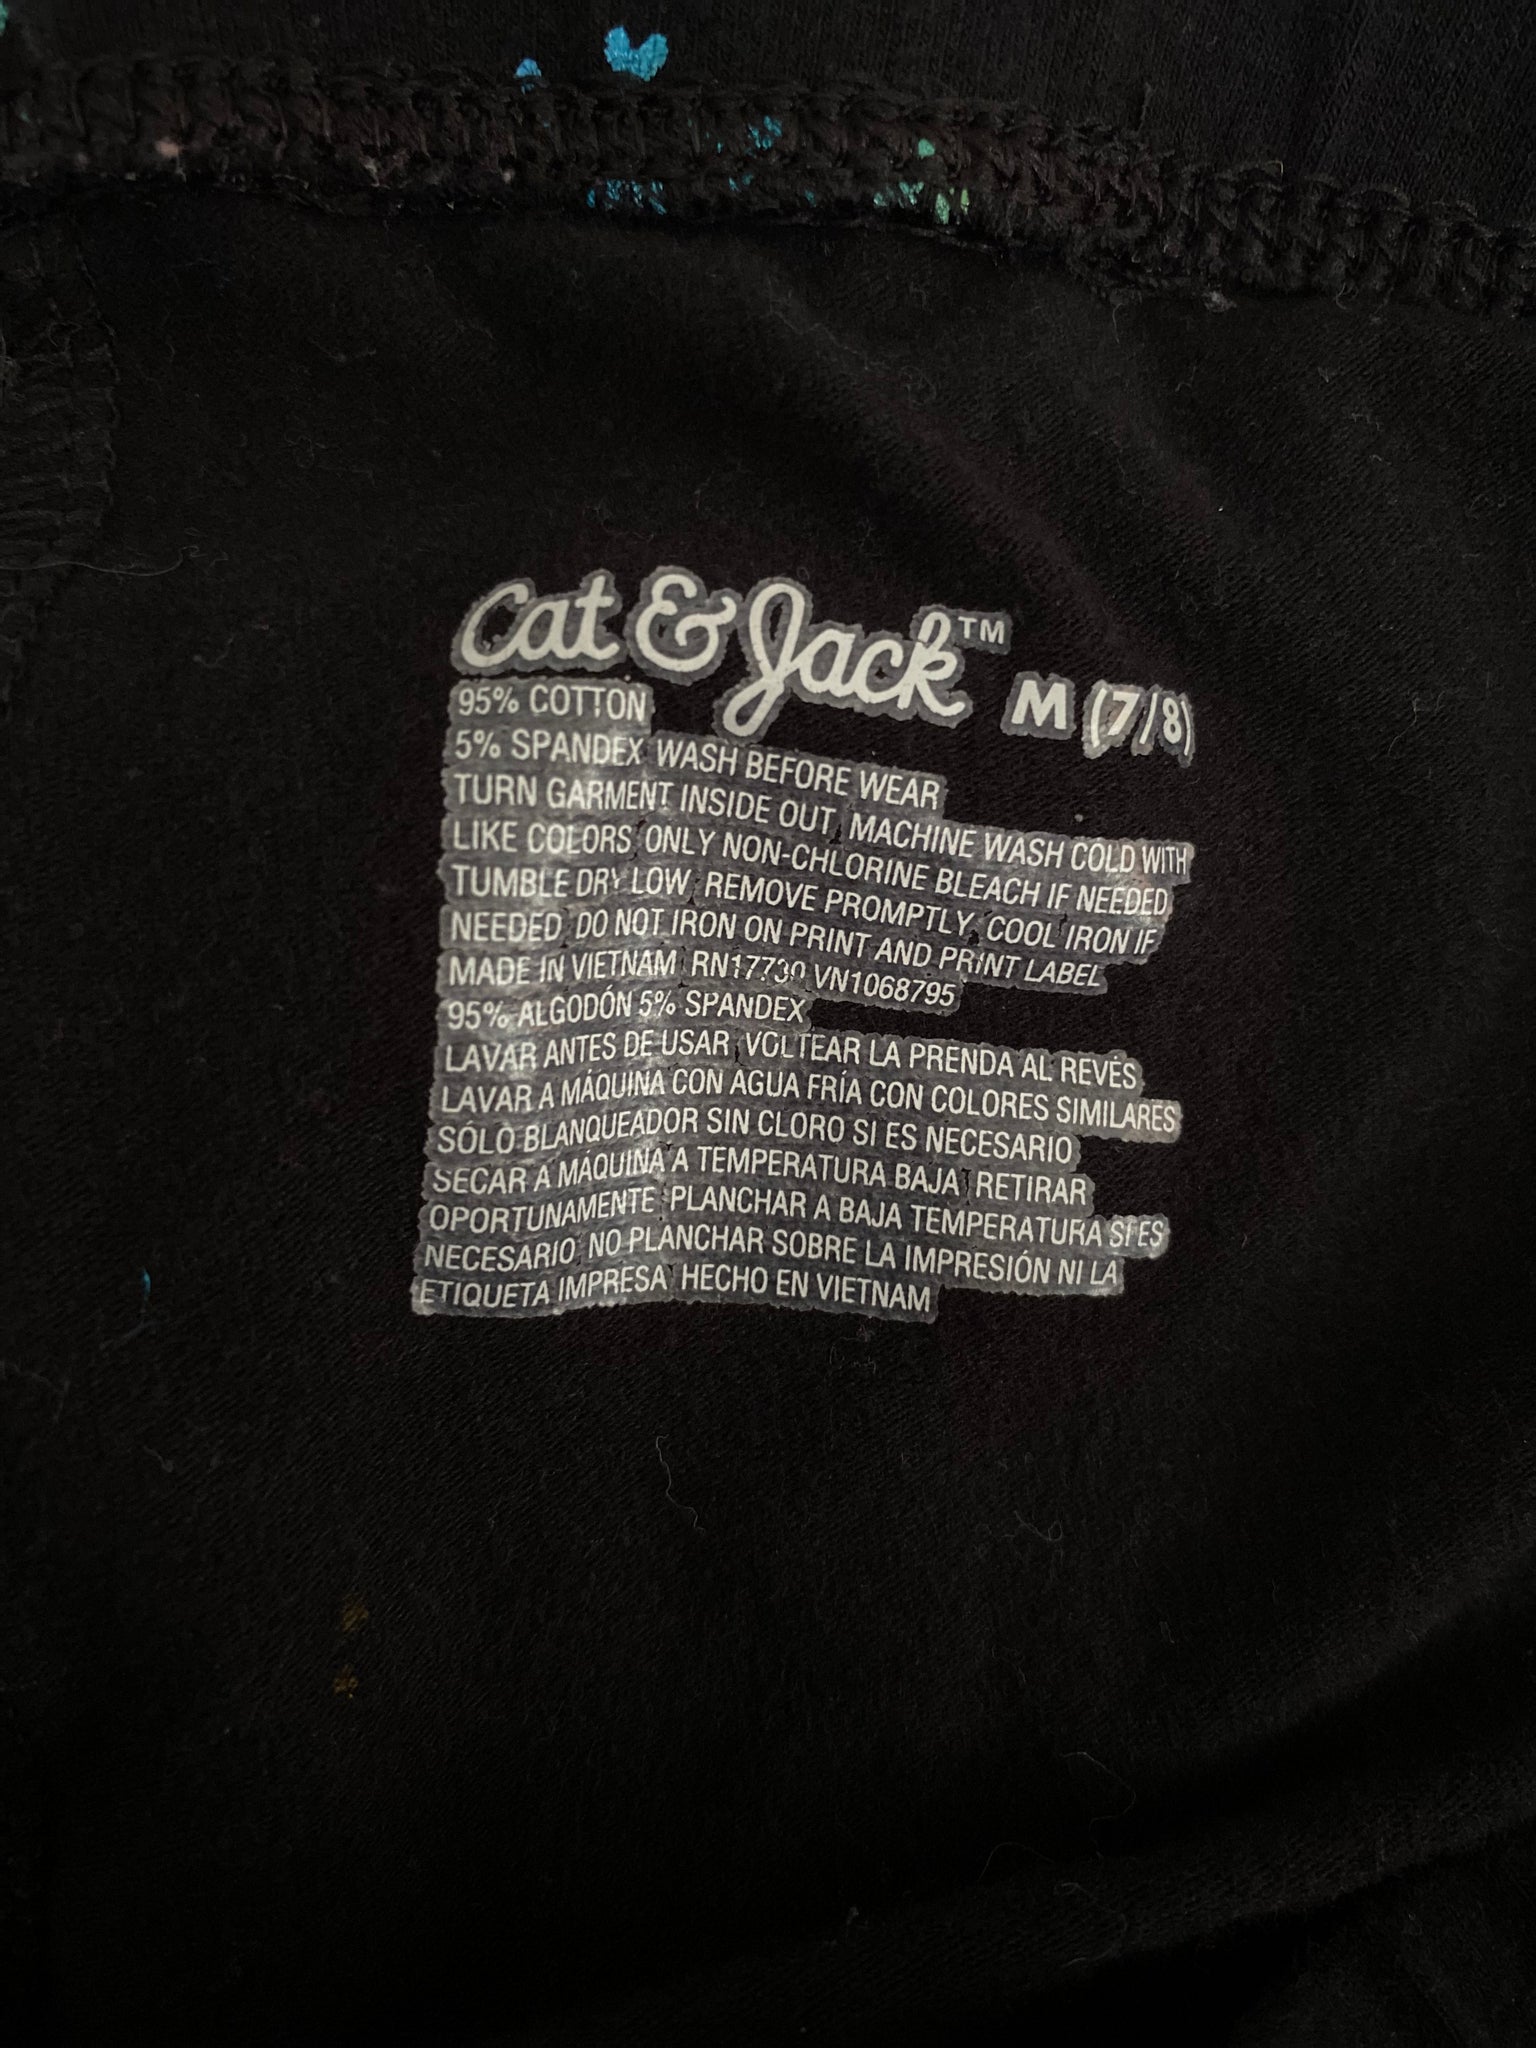 Cat & Jack™ M (7/8)
95% COTTON
5% SPANDEX WASH BEFORE WEAR
TURN GARMENT INSIDE OUT MACHINE WASH COLD WITH
LIKE COLORS ONLY NON-CHLORINE BLEACH IF NEEDED
TUMBLE DRY LOW REMOVE PROMPTLY COOL IRON IF
NEEDED DO NOT IRON ON PRINT AND PRINT LABEL
MADE IN VIETNAM RN17730 VN1068795
95% ALGODÓN 5% SPANDEX
LAVAR ANTES DE USAR VOLTEAR LA PRENDA AL REVÉS
LAVAR A MÁQUINA CON AGUA FRÍA CON COLORES SIMILARES
SÓLO BLANQUEADOR SIN CLORO SI ES NECESARIO
SECAR A MÁQUINA A TEMPERATURA BAJA RETIRAR
OPORTUNAMENTE PLANCHAR A BAJA TEMPERATURA SI ES
NECESARIO NO PLANCHAR SOBRE LA IMPRESIÓN NI LA
ETIQUETA IMPRESA HECHO EN VIETNAM